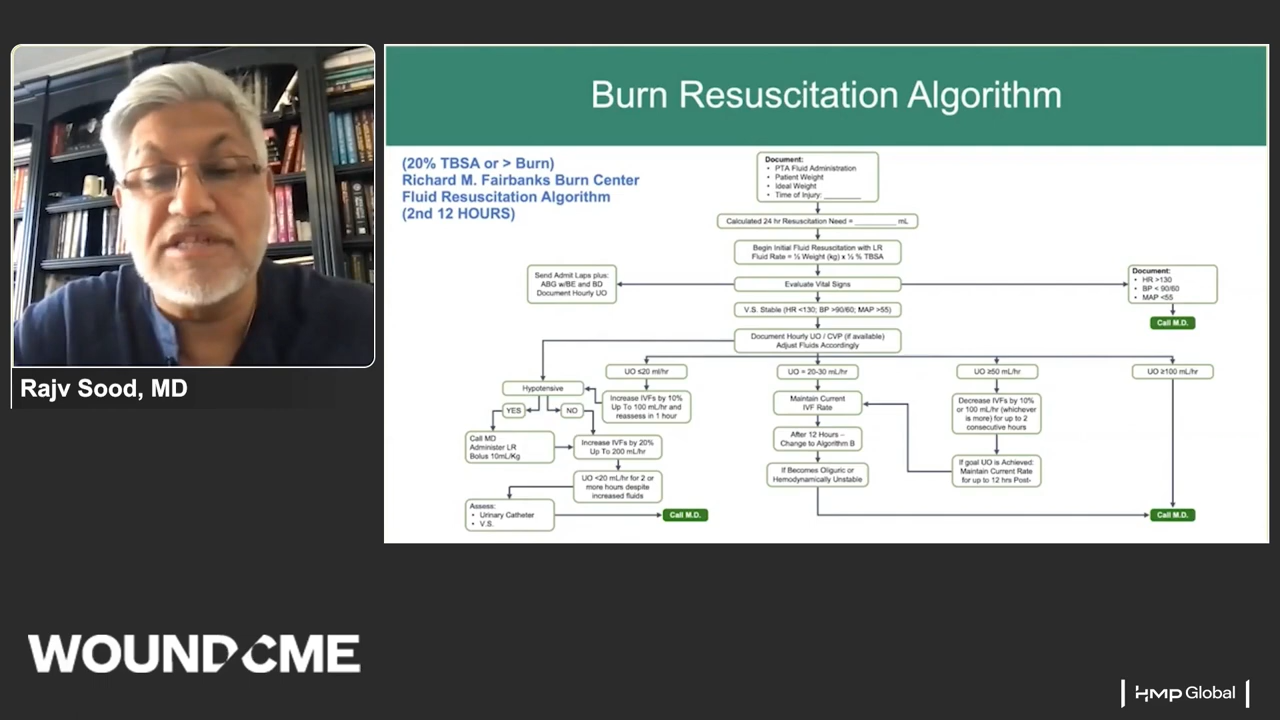 Burn Resuscitation Algorithm
(20% TBSA or > Burn)
Richard M. Fairbanks Burn Center
Fluid Resuscitation Algorithm
(2nd 12 HOURS)
Document:
• PTA Fluid Administration
• Patient Weight
• Ideal Weight
• Time of Injury: ________
Calculated 24 hr Resuscitation Need = _________ mL
Begin Initial Fluid Resuscitation with LR
Fluid Rate = ½ Weight (kg) x ½ % TBSA
Send Admit Laps plus:
ABG w/BE and BD
Document Hourly UO
Evaluate Vital Signs
Document:
• HR >130
• BP < 90/60
• MAP <55
Call M.D.
V.S. Stable (HR <130; BP >90/60; MAP >55)
Document Hourly UO / CVP (if available)
Adjust Fluids Accordingly
UO ≤20 ml/hr
UO = 20-30 mL/hr
UO ≥50 mL/hr
UO ≥100 mL/hr
Hypotensive
YES
NO
Increase IVFs by 10%
Up To 100 mL/hr and
reassess in 1 hour
Maintain Current
IVF Rate
Decrease IVFs by 10%
or 100 mL/hr (whichever
is more) for up to 2
consecutive hours
Call MD
Administer LR
Bolus 10mL/Kg
Increase IVFs by 20%
Up To 200 mL/hr
After 12 Hours –
Change to Algorithm B
If goal UO is Achieved:
Maintain Current Rate
for up to 12 hrs Post-
UO <20 mL/hr for 2 or
more hours despite
increased fluids
If Becomes Oliguric or
Hemodynamically Unstable
Assess:
• Urinary Catheter
• V.S.
Call M.D.
Call M.D.
Rajv Sood, MD
WOUNDCME
HMP Global